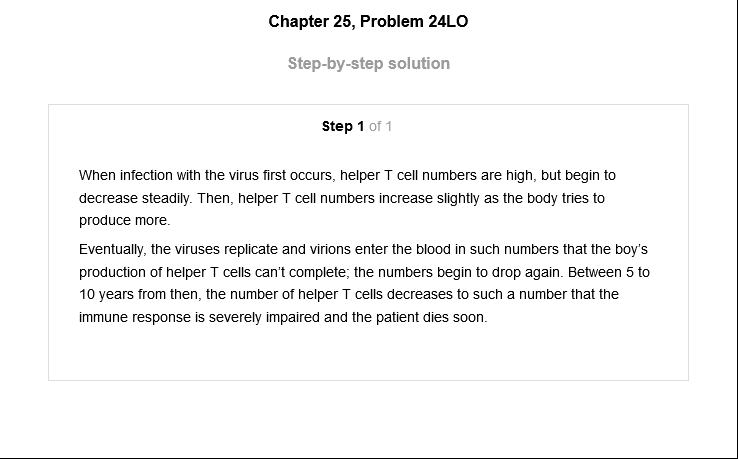 Chapter 25, Problem 24LO
Step-by-step solution
Step 1 of 1
When infection with the virus first occurs, helper T cell numbers are high, but begin to
decrease steadily. Then, helper T cell numbers increase slightly as the body tries to
produce more.
Eventually, the viruses replicate and virions enter the blood in such numbers that the boy's
production of helper T cells can't complete; the numbers begin to drop again. Between 5 to
10 years from then, the number of helper T cells decreases to such a number that the
immune response is severely impaired and the patient dies soon.